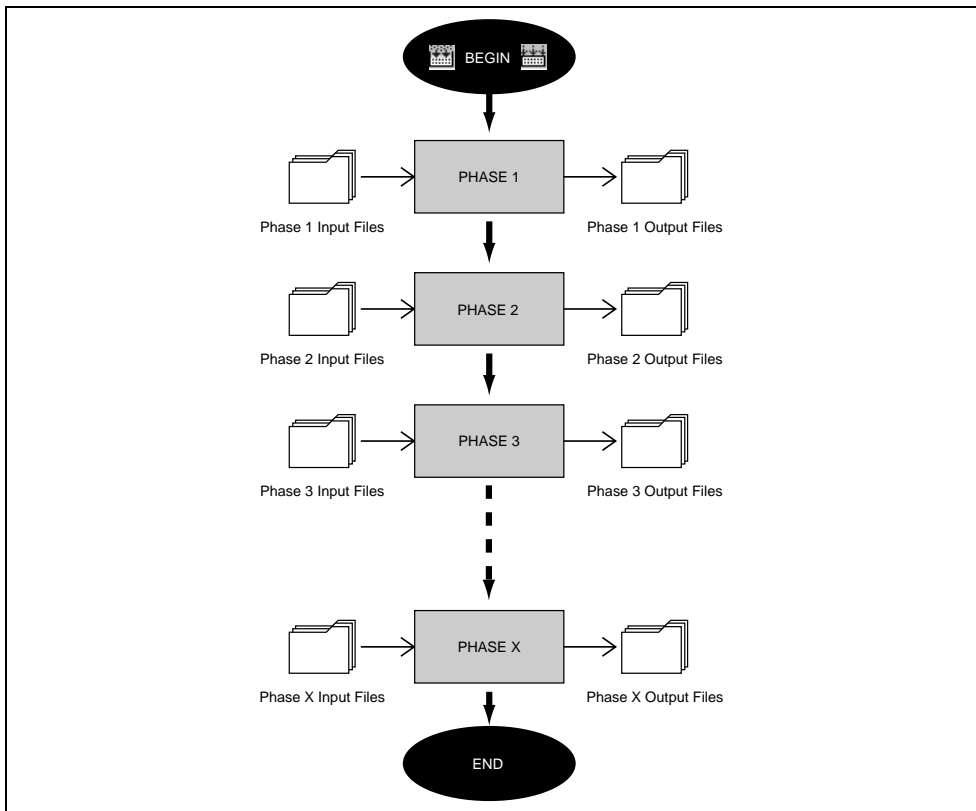 BEGIN
PHASE 1
Phase 1 Input Files
Phase 1 Output Files
PHASE 2
Phase 2 Input Files
Phase 2 Output Files
PHASE 3
Phase 3 Input Files
Phase 3 Output Files
PHASE X
Phase X Input Files
Phase X Output Files
END